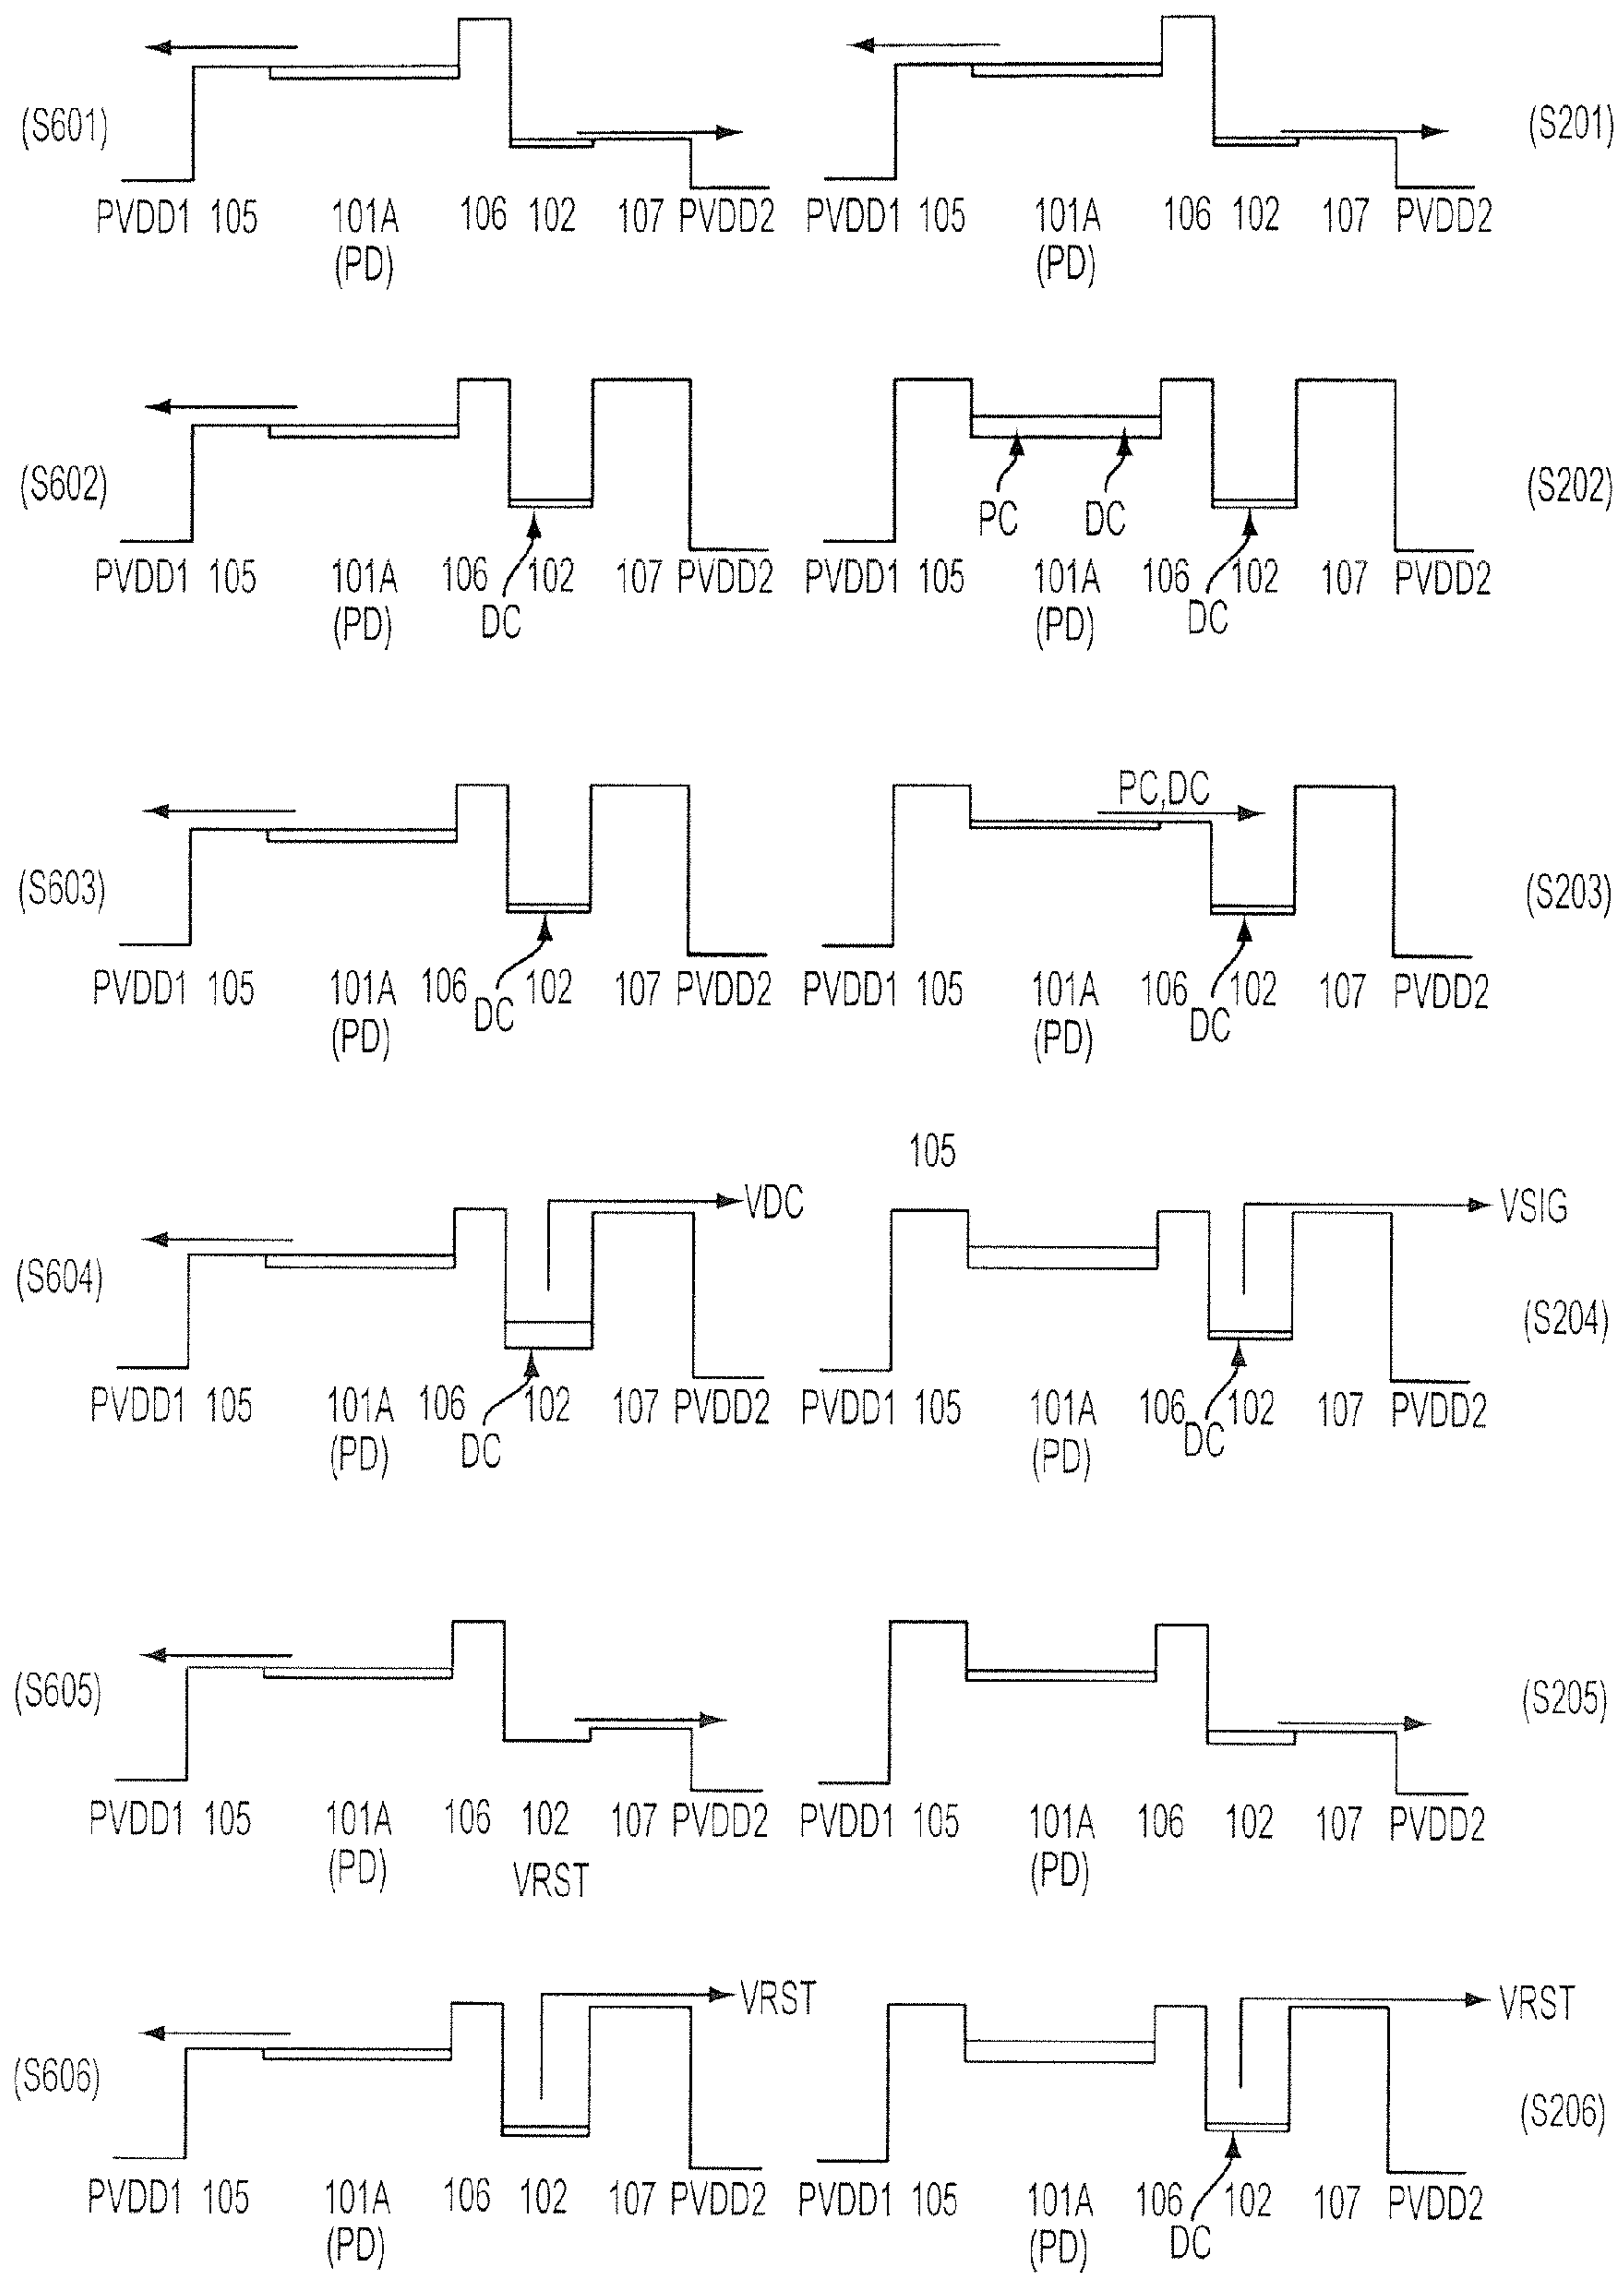 (S601) (S201)
PVDD1 105 101A 106 102 107 PVDD2 PVDD1 105 101A 106 102 107 PVDD2
(PD) (PD)
(S602) PC DC (S202)
PVDD1 105 101A 106 102 107 PVDD2 PVDD1 105 101A 106 102 107 PVDD2
(PD) DC (PD) DC
PC,DC
(S603) (S203)
PVDD1 105 101A 106 102 107 PVDD2 PVDD1 105 101A 106 102 107 PVDD2
(PD) DC (PD) DC
105
VDC VSIG
(S604) (S204)
PVDD1 105 101A 106 102 107 PVDD2 PVDD1 105 101A 106 102 107 PVDD2
(PD) DC (PD) DC
(S605) (S205)
PVDD1 105 101A 106 102 107 PVDD2 PVDD1 105 101A 106 102 107 PVDD2
(PD) VRST (PD)
VRST VRST
(S606) (S206)
PVDD1 105 101A 106 102 107 PVDD2 PVDD1 105 101A 106 102 107 PVDD2
(PD) (PD) DC